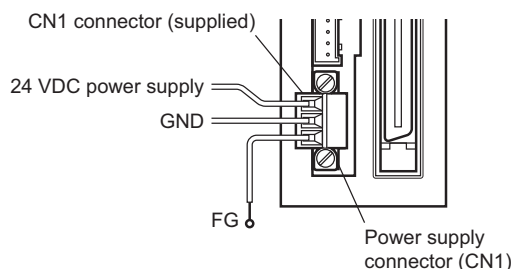 CN1 connector (supplied)
24 VDC power supply
GND
FG
Power supply
connector (CN1)